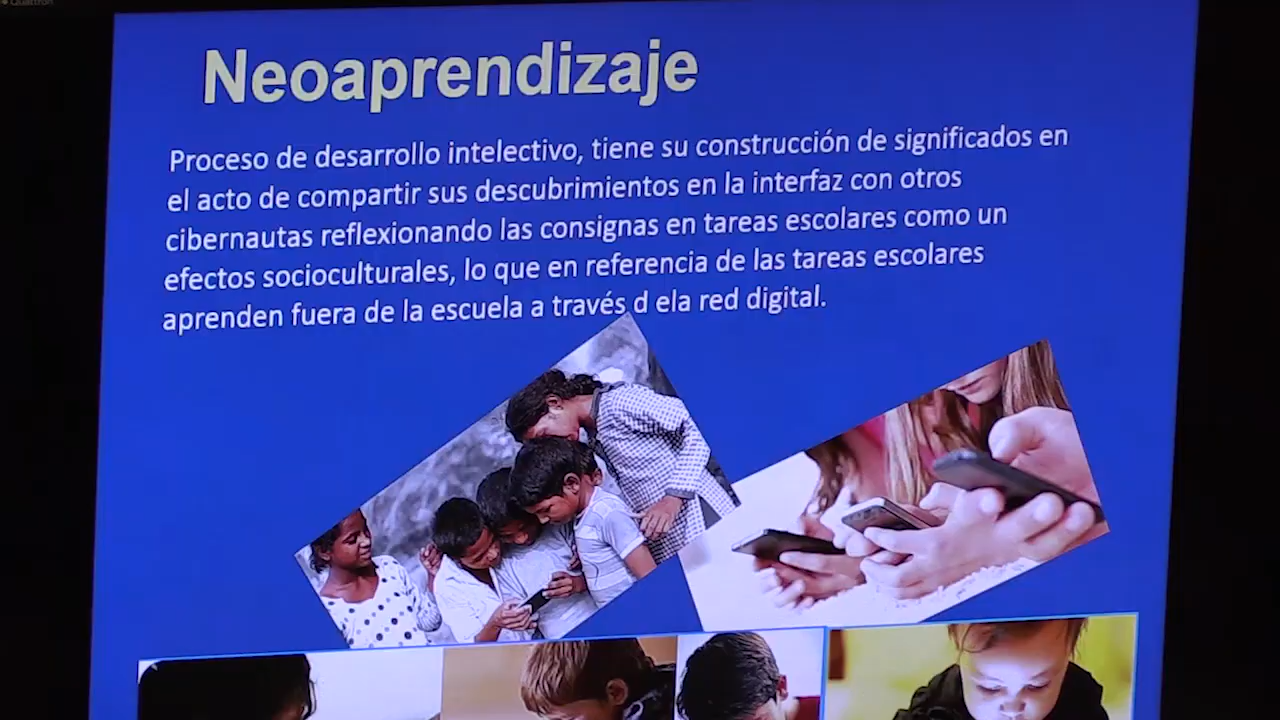 Neoaprendizaje
Proceso de desarrollo intelectivo, tiene su construcción de significados en
el acto de compartir sus descubrimientos en la interfaz con otros
cibernautas reflexionando las consignas en tareas escolares como un
efectos socioculturales, lo que en referencia de las tareas escolares
aprenden fuera de la escuela a través d ela red digital.